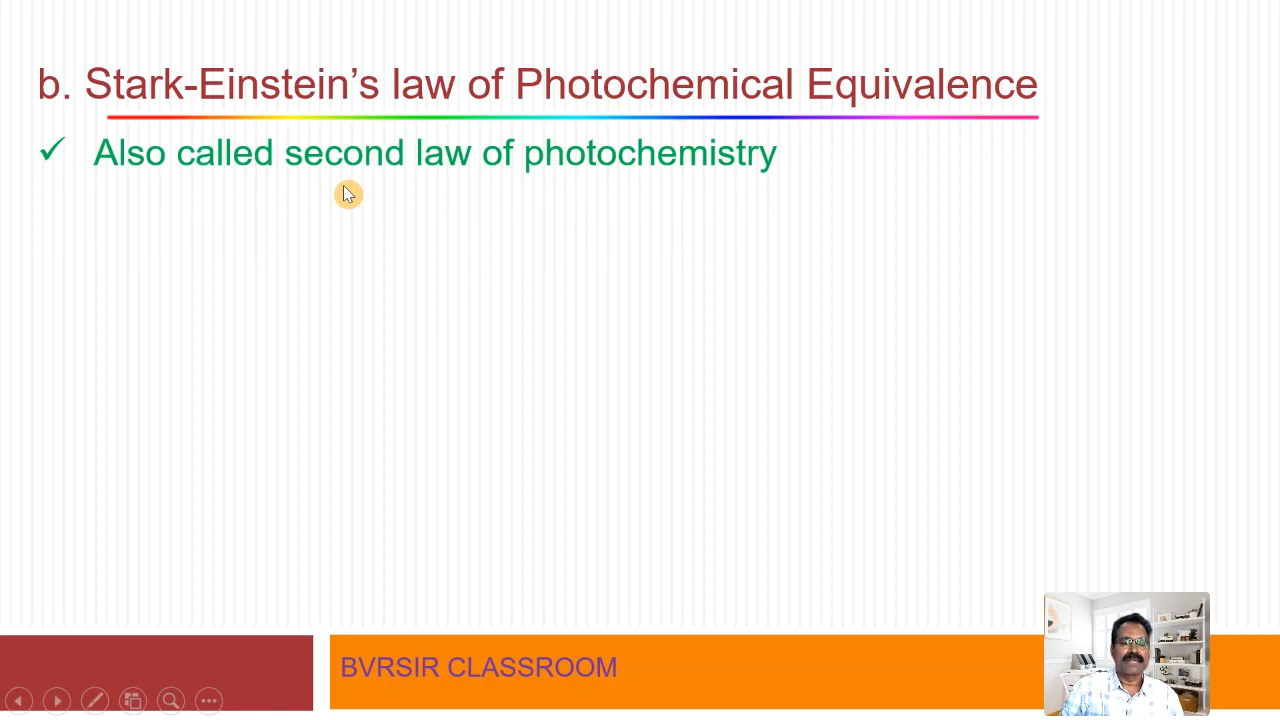 b. Stark-Einstein’s law of Photochemical Equivalence
✓ Also called second law of photochemistry
BVRSIR CLASSROOM